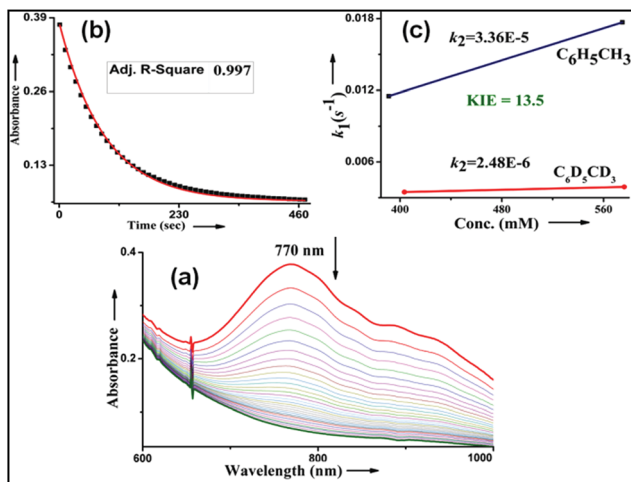 (b)
Adj. R-Square 0.997
Absorbance
0.39
0.26
0.13
0
230
460
Time (sec)
(c)
k₂=3.36E-5
C₆H₅CH₃
KIE = 13.5
k₂=2.48E-6
C₆D₅CD₃
k₁(s⁻¹)
0.018
0.012
0.006
400
480
560
Conc. (mM)
770 nm
(a)
Absorbance
0.4
0.2
600
800
1000
Wavelength (nm)